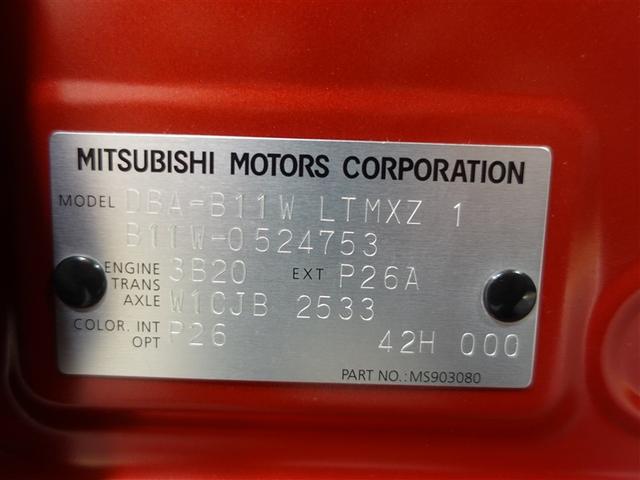 MITSUBISHI MOTORS CORPORATION
MODEL DBA-B11W LTMXZ 1
B11W-0524753
ENGINE 3B20 EXT P26A
TRANS
AXLE W1CJB 2533
COLOR. INT P26
OPT 42H 000
PART NO.:MS903080